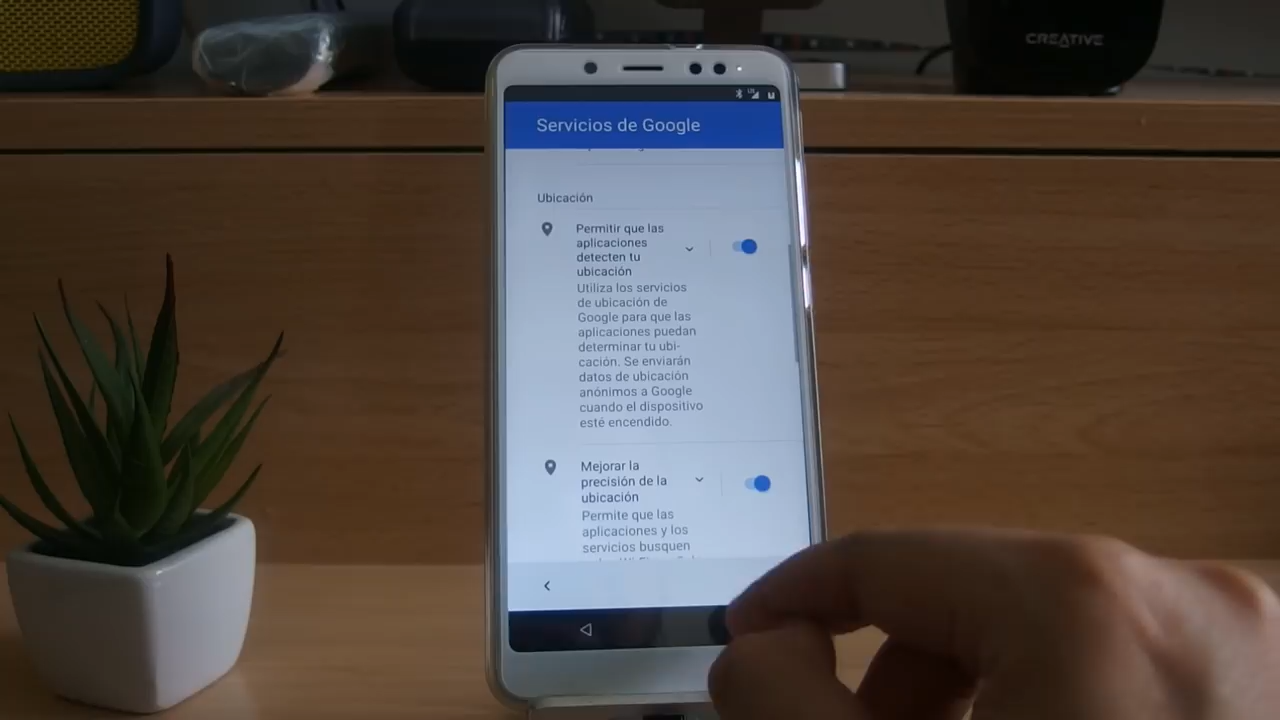 CREATIVE
Servicios de Google
Ubicación
Permitir que las
aplicaciones
detecten tu
ubicación
Utiliza los servicios
de ubicación de
Google para que las
aplicaciones puedan
determinar tu ubi-
cación. Se enviarán
datos de ubicación
anónimos a Google
cuando el dispositivo
esté encendido.
Mejorar la
precisión de la
ubicación
Permite que las
aplicaciones y los
servicios busquen